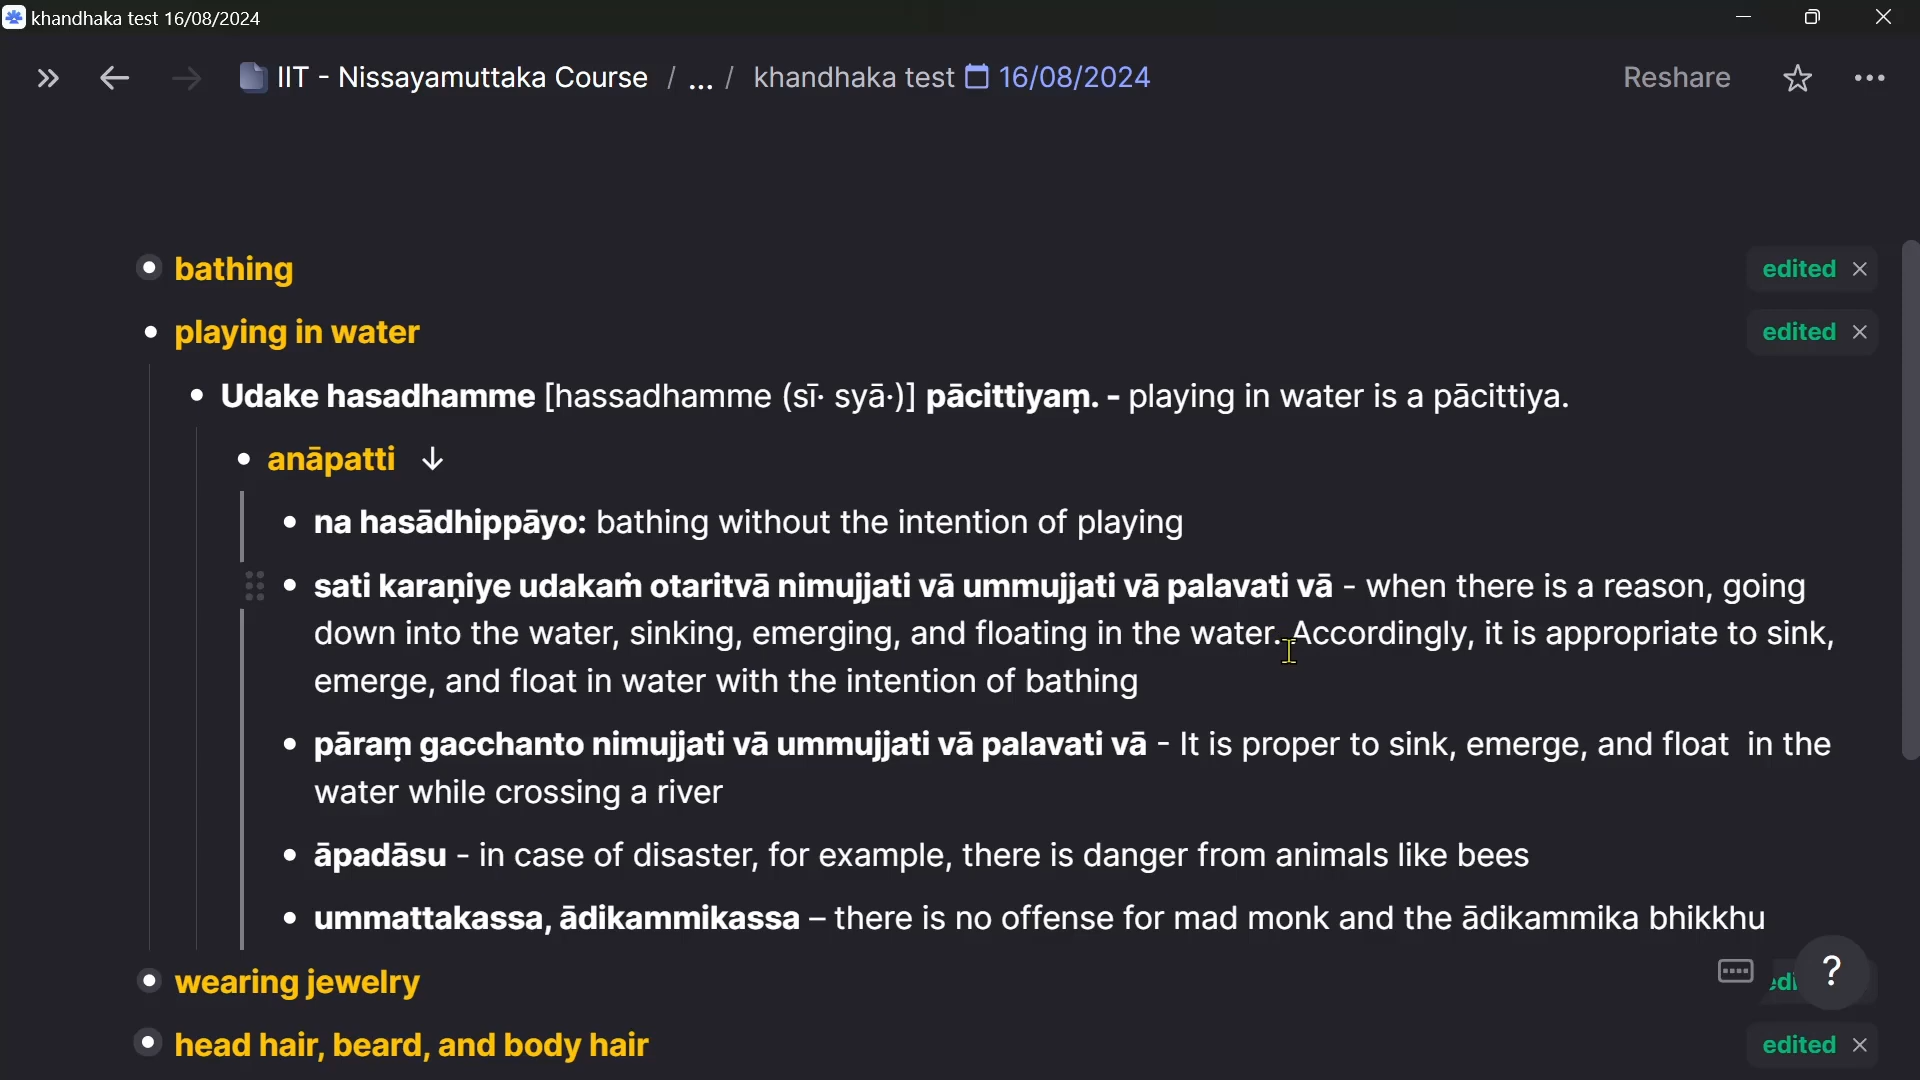 khandhaka test 16/08/2024
IIT - Nissayamuttaka Course / ... / khandhaka test 16/08/2024
Reshare
bathing
edited
playing in water
edited
Udake hasadhamme [hassadhamme (sī· syā·)] pācittiyaṃ. - playing in water is a pācittiya.
anāpatti ↓
na hasādhippāyo: bathing without the intention of playing
sati karaṇiye udakaṁ otaritvā nimujjati vā ummujjati vā palavati vā - when there is a reason, going
down into the water, sinking, emerging, and floating in the water. Accordingly, it is appropriate to sink,
emerge, and float in water with the intention of bathing
pāraṃ gacchanto nimujjati vā ummujjati vā palavati vā - It is proper to sink, emerge, and float in the
water while crossing a river
āpadāsu - in case of disaster, for example, there is danger from animals like bees
ummattakassa, ādikammikassa – there is no offense for mad monk and the ādikammika bhikkhu
wearing jewelry
?
head hair, beard, and body hair
edited